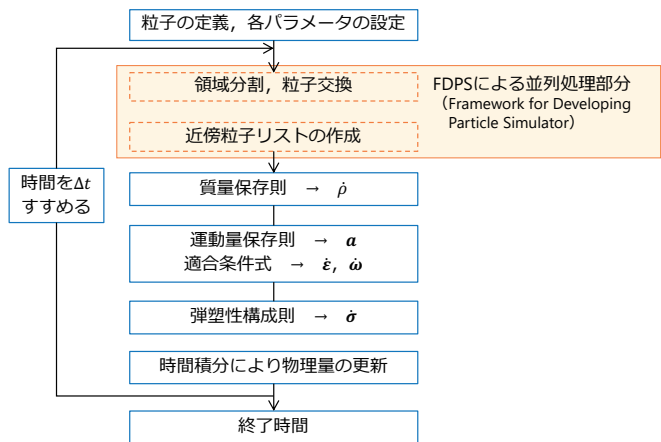 粒子の定義，各パラメータの設定
領域分割，粒子交換
FDPSによる並列処理部分
（Framework for Developing
Particle Simulator）
近傍粒子リストの作成
時間をΔt
すすめる
質量保存則 → ρ̇
運動量保存則 → a
適合条件式 → ε̇, ω̇
弾塑性構成則 → σ̇
時間積分により物理量の更新
終了時間